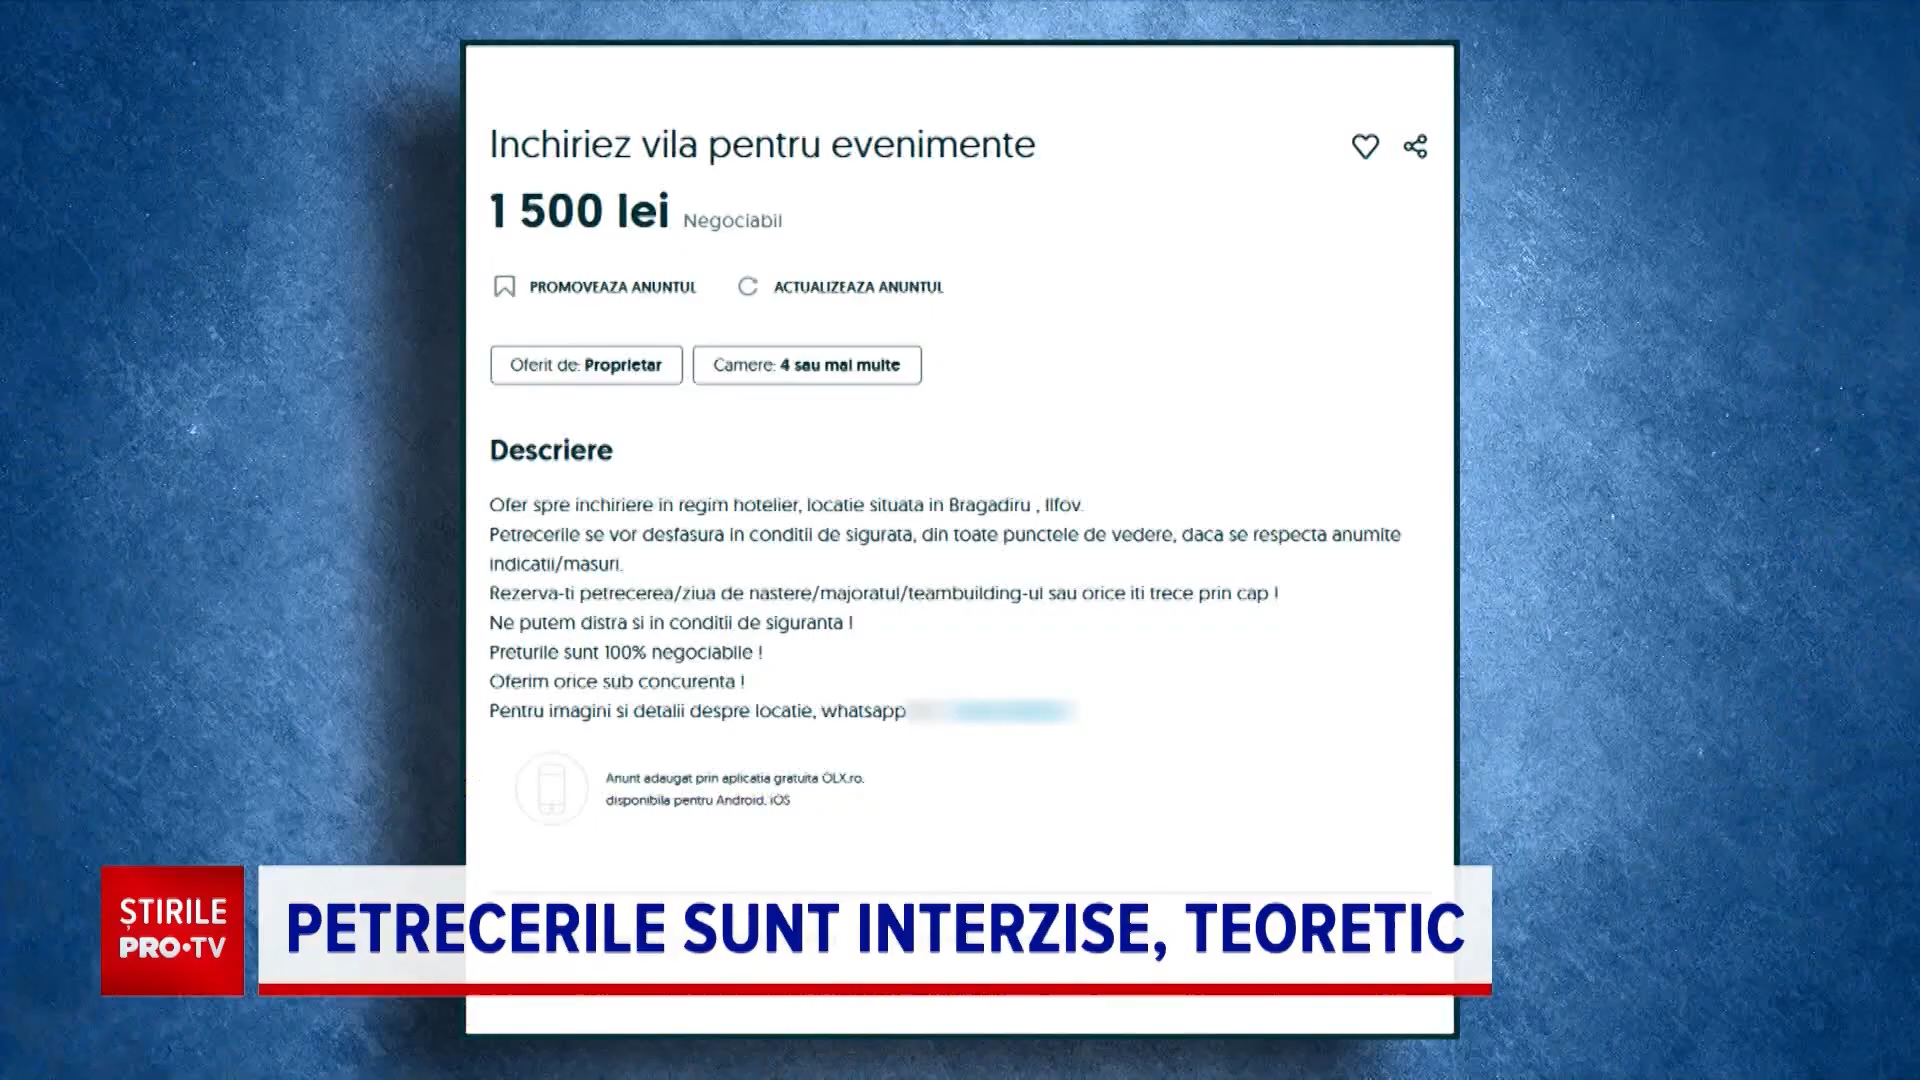 Inchiriez vila pentru evenimente
1 500 lei Negociabil
PROMOVEAZA ANUNTUL ACTUALIZEAZA ANUNTUL
Oferit de: Proprietar Camere: 4 sau mai multe
Descriere
Ofer spre inchiriere in regim hotelier, locatie situata in Bragadiru , Ilfov.
Petrecerile se vor desfasura in conditii de sigurata, din toate punctele de vedere, daca se respecta anumite
indicatii/masuri.
Rezerva-ti petrecerea/ziua de nastere/majoratul/teambuilding-ul sau orice iti trece prin cap !
Ne putem distra si in conditii de siguranta !
Preturile sunt 100% negociabile !
Oferim orice sub concurenta !
Pentru imagini si detalii despre locatie, whatsapp
Anunt adaugat prin aplicatia gratuita OLX.ro.
disponibila pentru Android, iOS
ȘTIRILE
PRO•TV
PETRECERILE SUNT INTERZISE, TEORETIC